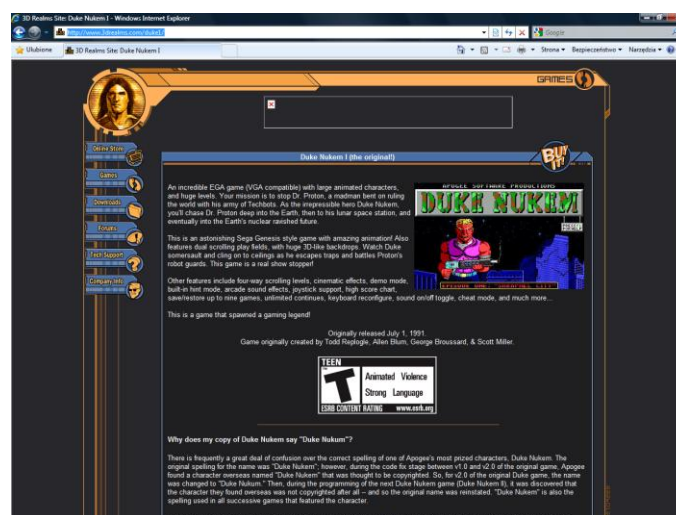 3D Realms Site: Duke Nukem I - Windows Internet Explorer
http://www.3drealms.com/duke1/
Google
Ulubione
3D Realms Site: Duke Nukem I
Strona
Bezpieczeństwo
Narzędzia
GAMES
Online Store
Games
Downloads
Forums
Tech Support
Company Info
Duke Nukem I (the original!)
BUY IT!
An incredible EGA game (VGA compatible) with large animated characters,
and huge levels. Your mission is to stop Dr. Proton, a madman bent on ruling
the world with his army of Techbots. As the irrepressible hero Duke Nukem,
you'll chase Dr. Proton deep into the Earth, then to his lunar space station, and
eventually into the Earth's nuclear ravished future.
This is an astonishing Sega Genesis style game with amazing animation! Also
features dual scrolling play fields, with huge 3D-like backdrops. Watch Duke
somersault and cling on to ceilings as he escapes traps and battles Proton's
robot guards. This game is a real show stopper!
Other features include four-way scrolling levels, cinematic effects, demo mode,
built-in hint mode, arcade sound effects, joystick support, high score chart,
save/restore up to nine games, unlimited continues, keyboard reconfigure, sound on/off toggle, cheat mode, and much more...
This is a game that spawned a gaming legend!
APOGEE SOFTWARE PRODUCTIONS
DUKE NUKEM
EPISODE ONE: SHRAPNEL CITY
Originally released July 1, 1991.
Game originally created by Todd Replogle, Allen Blum, George Broussard, & Scott Miller.
TEEN
T
Animated Violence
Strong Language
ESRB CONTENT RATING www.esrb.org
Why does my copy of Duke Nukem say "Duke Nukum"?
There is frequently a great deal of confusion over the correct spelling of one of Apogee's most prized characters, Duke Nukem. The
original spelling for the name was "Duke Nukem"; however, during the code fix stage between v1.0 and v2.0 of the original game, Apogee
found a character overseas named "Duke Nukem" that was thought to be copyrighted. So, for v2.0 of the original Duke game, the name
was changed to "Duke Nukum." Then, during the programming of the next Duke Nukem game (Duke Nukem II), it was discovered that
the character they found overseas was not copyrighted after all -- and so the original name was reinstated. "Duke Nukem" is also the
spelling used in all successive games that featured the character.